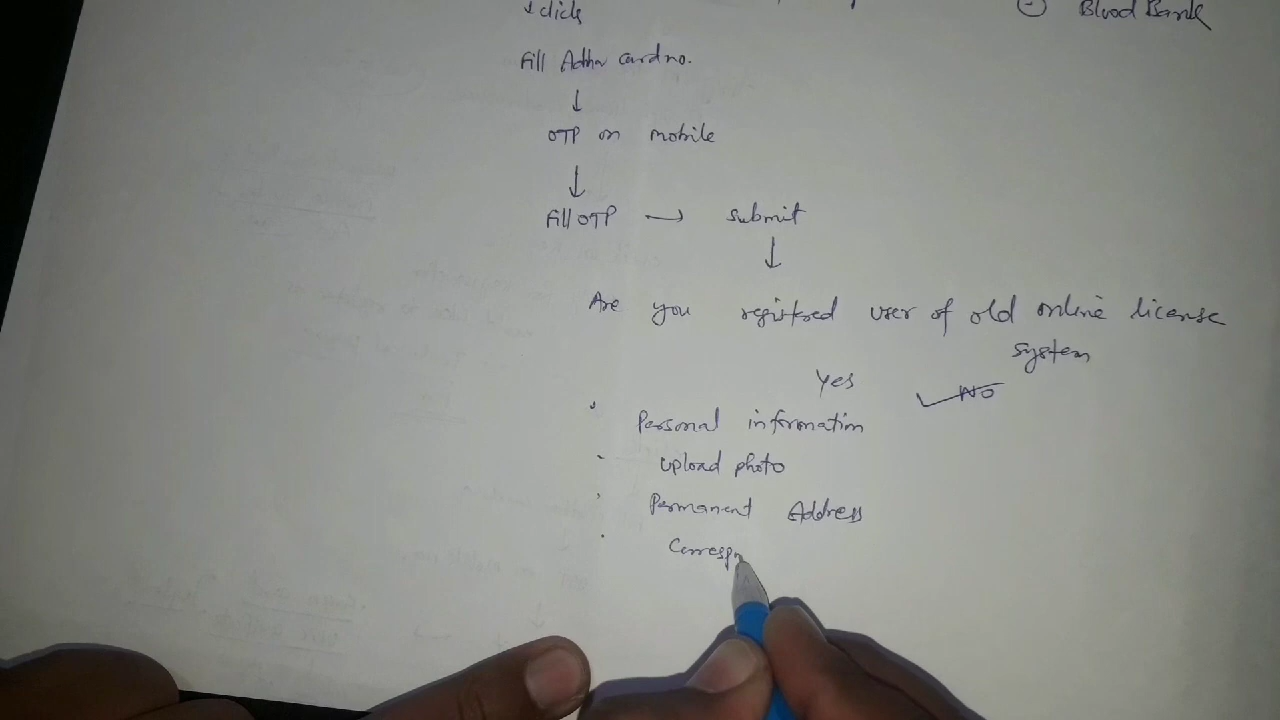 ↓ click
Blood Bank
Fill Adhar card no.
↓
OTP on mobile
↓
Fill OTP → submit
↓
Are you registred user of old online license
system
Yes ✓ No
Personal information
Upload photo
Permanent Address
Corresp